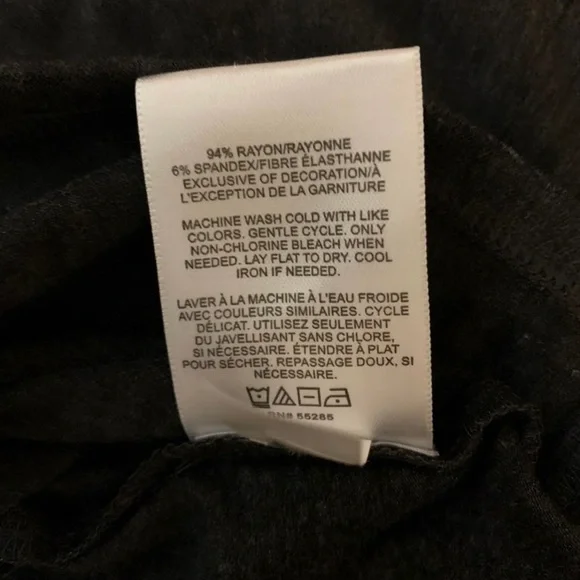 94% RAYON/RAYONNE
6% SPANDEX/FIBRE ÉLASTHANNE
EXCLUSIVE OF DECORATION/À
L'EXCEPTION DE LA GARNITURE
MACHINE WASH COLD WITH LIKE
COLORS. GENTLE CYCLE. ONLY
NON-CHLORINE BLEACH WHEN
NEEDED. LAY FLAT TO DRY. COOL
IRON IF NEEDED.
LAVER À LA MACHINE À L'EAU FROIDE
AVEC COULEURS SIMILAIRES. CYCLE
DÉLICAT. UTILISEZ SEULEMENT
DU JAVELLISANT SANS CHLORE,
SI NÉCESSAIRE. ÉTENDRE À PLAT
POUR SÉCHER. REPASSAGE DOUX, SI
NÉCESSAIRE.
RN# 55285